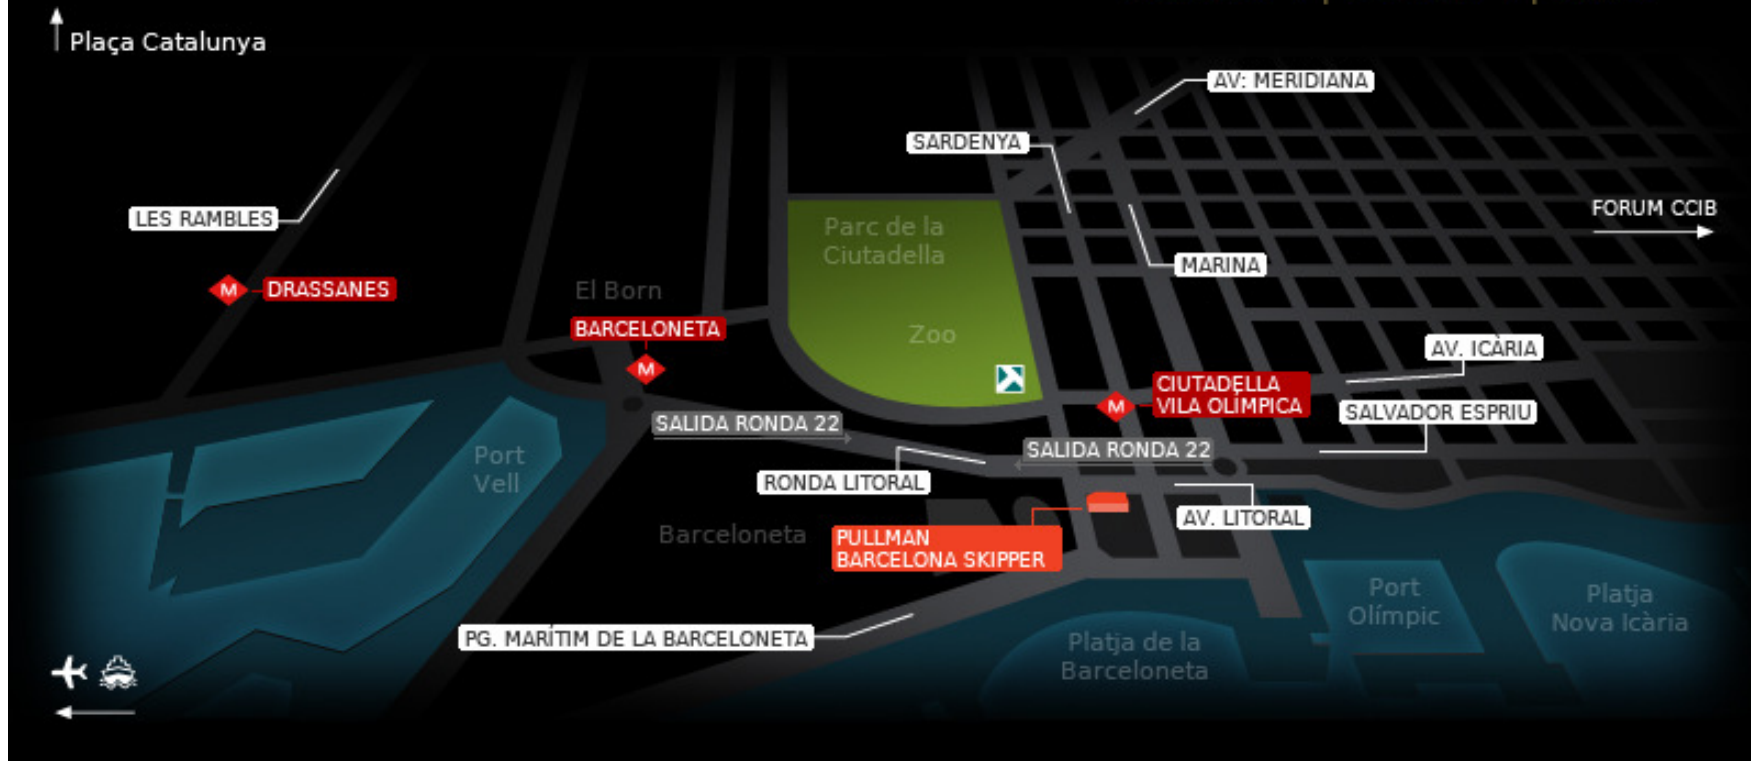 Plaça Catalunya
AV: MERIDIANA
SARDENYA
LES RAMBLES
FORUM CCIB
Parc de la
Ciutadella
MARINA
M
DRASSANES
El Born
BARCELONETA
Zoo
AV. ICÀRIA
M
CIUTADELLA
VILA OLÍMPICA
M
SALVADOR ESPRIU
SALIDA RONDA 22
SALIDA RONDA 22
Port
Vell
RONDA LITORAL
AV. LITORAL
Barceloneta
PULLMAN
BARCELONA SKIPPER
Port
Olímpic
Platja
Nova Icària
PG. MARÍTIM DE LA BARCELONETA
Platja de la
Barceloneta